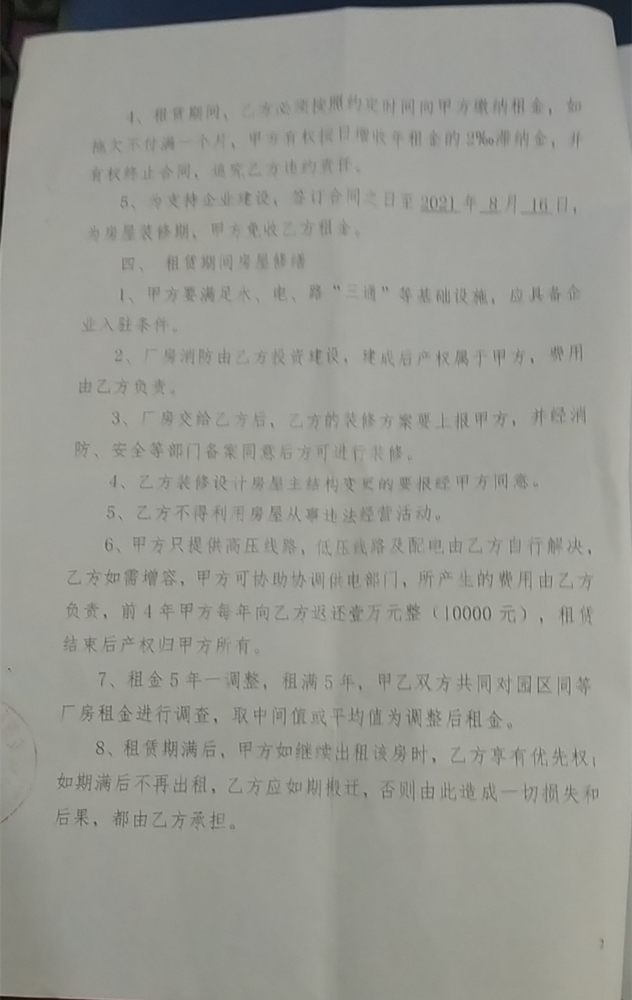 4、租赁期间，乙方必须按照约定时间向甲方缴纳租金，如
拖欠不付满一个月，甲方有权按日增收年租金的2‰滞纳金，并
有权终止合同，追究乙方违约责任。
5、为支持企业建设，签订合同之日至2021年8月16日，
为房屋装修期，甲方免收乙方租金。
四、 租赁期间房屋修缮
1、甲方要满足水、电、路“三通”等基础设施，应具备企
业入驻条件。
2、厂房消防由乙方投资建设，建成后产权属于甲方，费用
由乙方负责。
3、厂房交给乙方后，乙方的装修方案要上报甲方，并经消
防、安全等部门备案同意后方可进行装修。
4、乙方装修设计房屋主结构变更的要报经甲方同意。
5、乙方不得利用房屋从事违法经营活动。
6、甲方只提供高压线路，低压线路及配电由乙方自行解决，
乙方如需增容，甲方可协助协调供电部门，所产生的费用由乙方
负责，前4年甲方每年向乙方返还壹万元整（10000元），租赁
结束后产权归甲方所有。
7、租金5年一调整，租满5年，甲乙双方共同对园区同等
厂房租金进行调查，取中间值或平均值为调整后租金。
8、租赁期满后，甲方如继续出租该房时，乙方享有优先权；
如期满后不再出租，乙方应如期搬迁，否则由此造成一切损失和
后果，都由乙方承担。